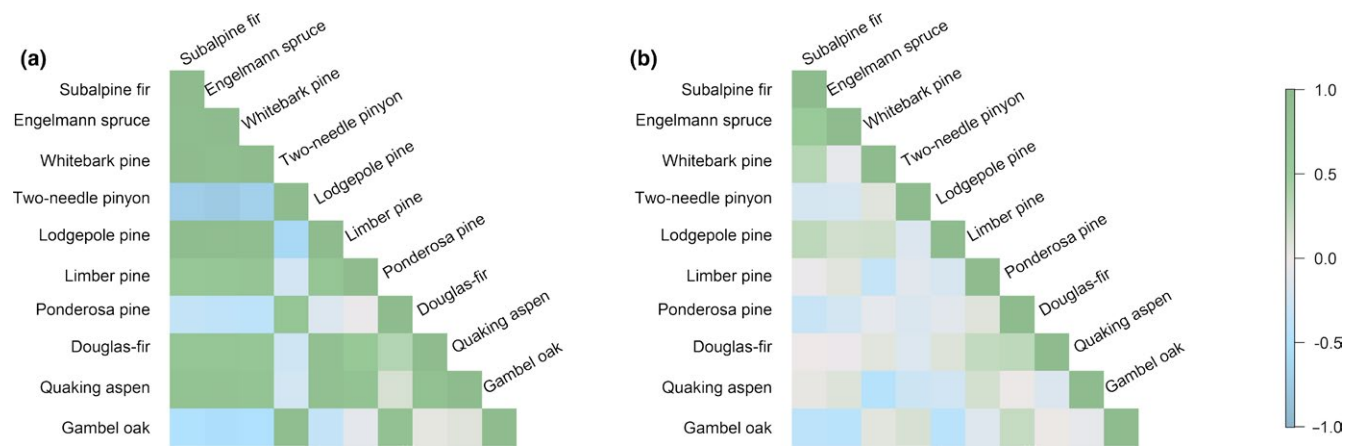 (a)
Subalpine fir
Engelmann spruce
Whitebark pine
Two-needle pinyon
Lodgepole pine
Limber pine
Ponderosa pine
Douglas-fir
Quaking aspen
Gambel oak
Subalpine fir
Engelmann spruce
Whitebark pine
Two-needle pinyon
Lodgepole pine
Limber pine
Ponderosa pine
Douglas-fir
Quaking aspen
Gambel oak
(b)
Subalpine fir
Engelmann spruce
Whitebark pine
Two-needle pinyon
Lodgepole pine
Limber pine
Ponderosa pine
Douglas-fir
Quaking aspen
Gambel oak
Subalpine fir
Engelmann spruce
Whitebark pine
Two-needle pinyon
Lodgepole pine
Limber pine
Ponderosa pine
Douglas-fir
Quaking aspen
Gambel oak
1.0
0.5
0.0
-0.5
-1.0